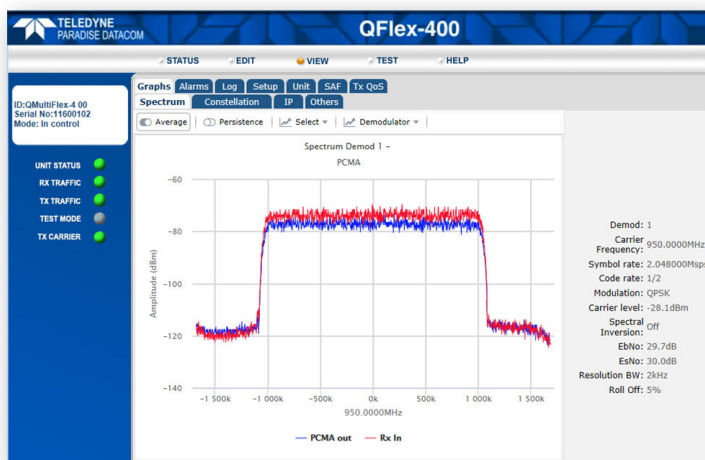 TELEDYNE
PARADISE DATACOM
QFlex-400
STATUS EDIT VIEW TEST HELP
ID:QMultiFlex-4 00
Serial No:11600102
Mode: In control
UNIT STATUS
RX TRAFFIC
TX TRAFFIC
TEST MODE
TX CARRIER
Graphs Alarms Log Setup Unit SAF Tx QoS
Spectrum Constellation IP Others
Average Persistence Select Demodulator
Spectrum Demod 1 -
PCMA
Amplitude (dBm)
-60
-80
-100
-120
-140
-1 500k -1 000k -500k 0k 500k 1 000k 1 500k
950.0000MHz
PCMA out Rx In
Demod: 1
Carrier
Frequency: 950.0000MHz
Symbol rate: 2.048000Msps
Code rate: 1/2
Modulation: QPSK
Carrier level: -28.1dBm
Spectral
Inversion: Off
EbNo: 29.7dB
EsNo: 30.0dB
Resolution BW: 2kHz
Roll Off: 5%